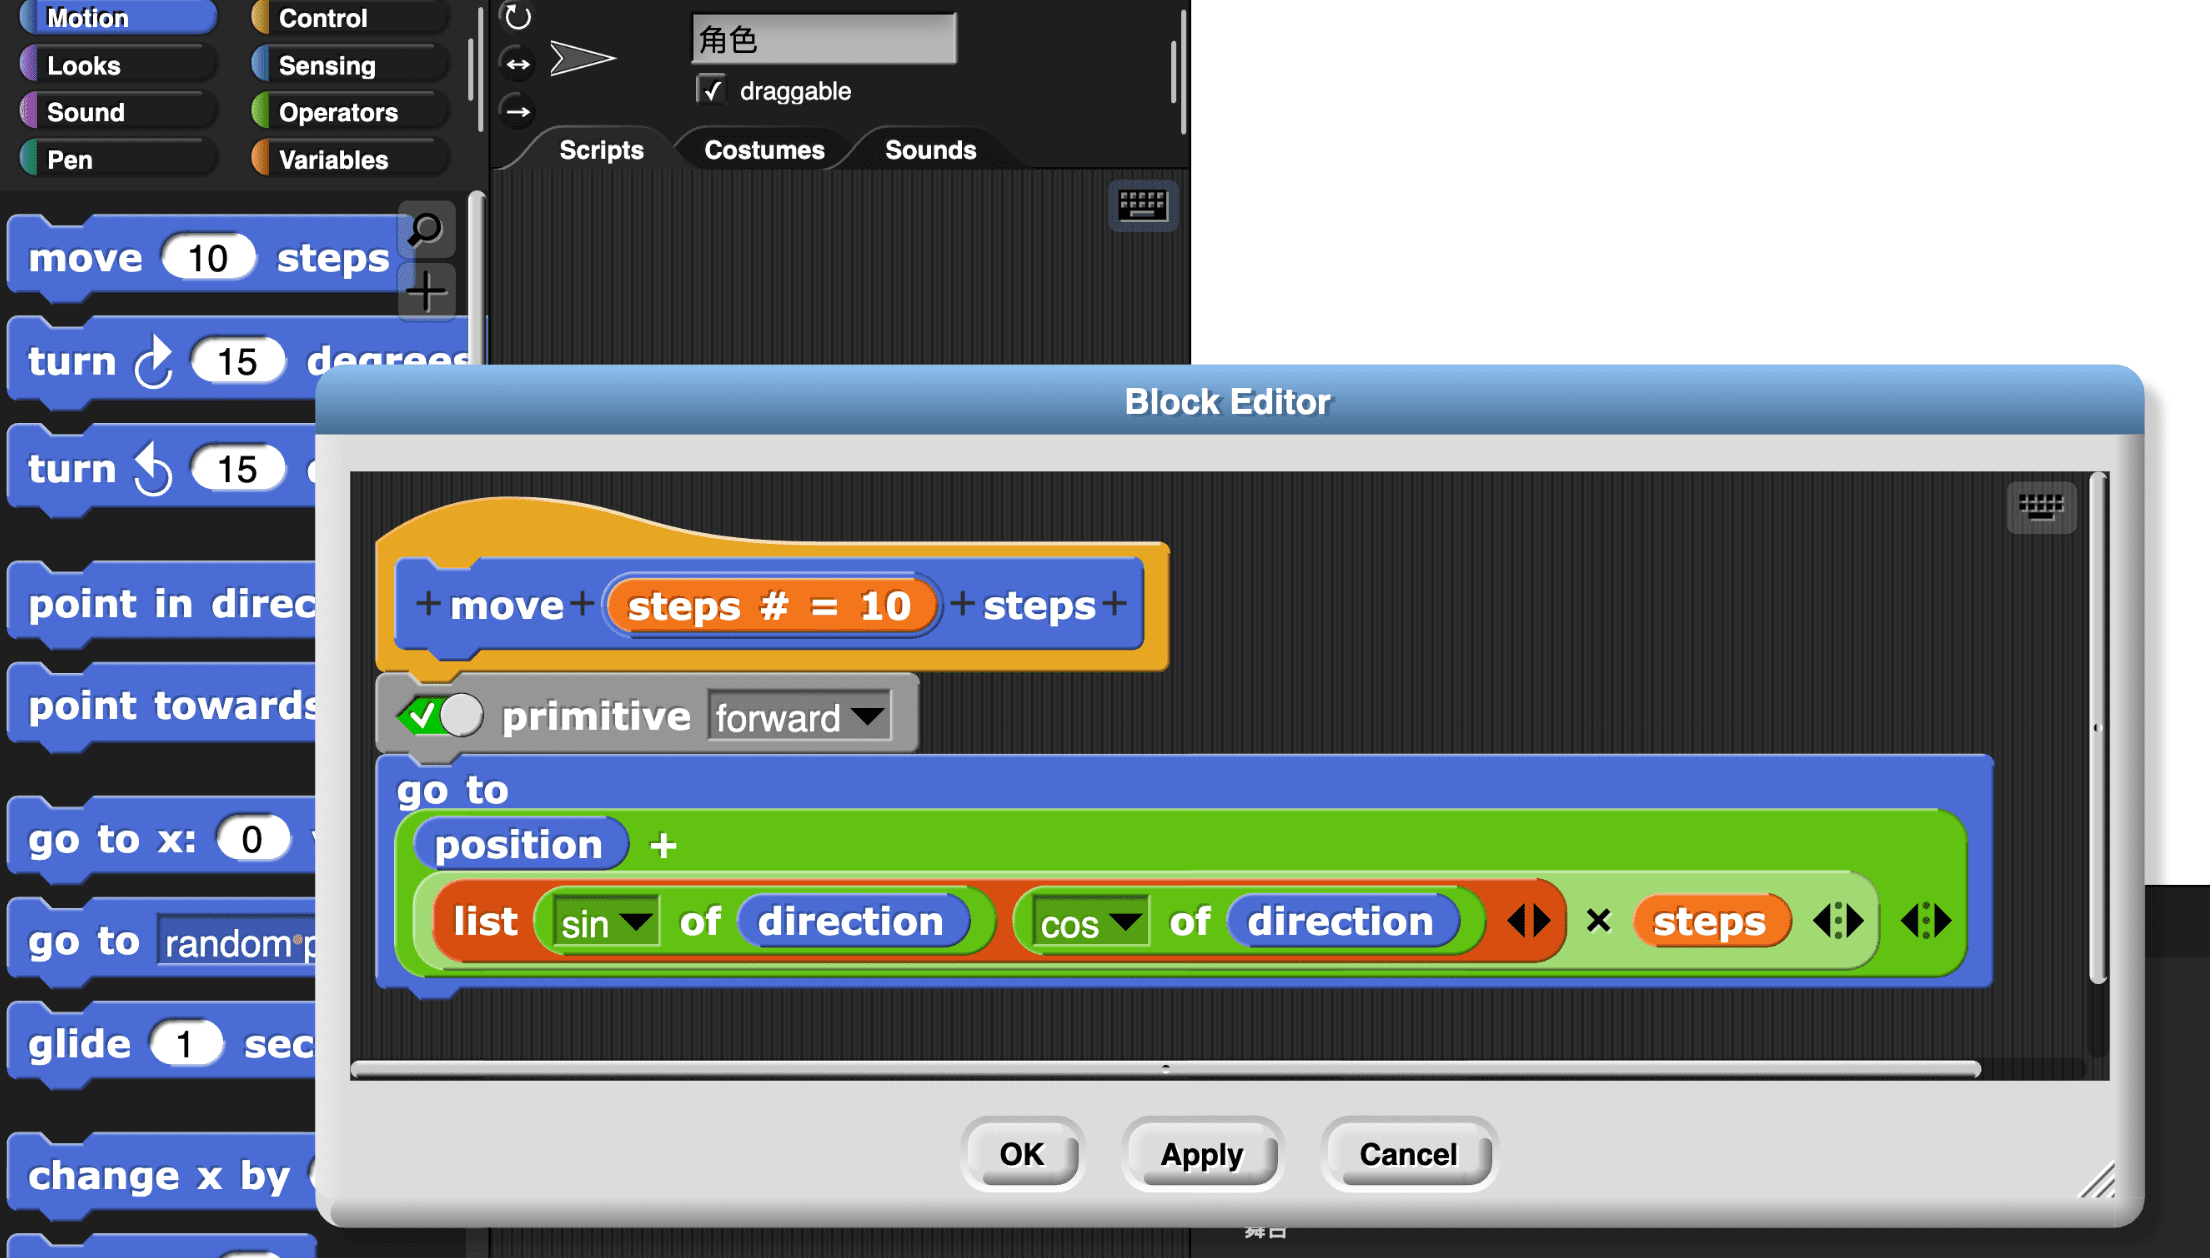 Motion
Control
Looks
Sensing
Sound
Operators
Pen
Variables
角色
draggable
Scripts
Costumes
Sounds
move 10 steps
turn 15 degrees
turn 15
point in direc
point towards
go to x: 0
go to random
glide 1 sec
change x by
Block Editor
+ move + steps # = 10 + steps +
primitive forward
go to
position +
list sin of direction cos of direction × steps
OK
Apply
Cancel